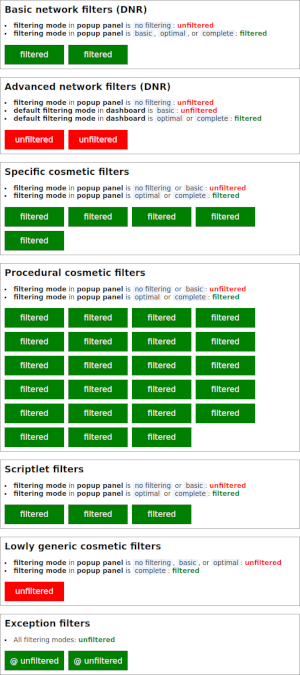 Basic network filters (DNR)
• filtering mode in popup panel is no filtering : unfiltered
• filtering mode in popup panel is basic , optimal , or complete : filtered
filtered filtered
Advanced network filters (DNR)
• filtering mode in popup panel is no filtering : unfiltered
• default filtering mode in dashboard is basic : unfiltered
• default filtering mode in dashboard is optimal or complete : filtered
unfiltered unfiltered
Specific cosmetic filters
• filtering mode in popup panel is no filtering or basic : unfiltered
• filtering mode in popup panel is optimal or complete : filtered
filtered filtered filtered filtered
filtered
Procedural cosmetic filters
• filtering mode in popup panel is no filtering or basic : unfiltered
• filtering mode in popup panel is optimal or complete : filtered
filtered filtered filtered filtered
filtered filtered filtered filtered
filtered filtered filtered filtered
filtered filtered filtered filtered
filtered filtered filtered filtered
filtered filtered filtered
Scriptlet filters
• filtering mode in popup panel is no filtering or basic : unfiltered
• filtering mode in popup panel is optimal or complete : filtered
filtered filtered filtered
Lowly generic cosmetic filters
• filtering mode in popup panel is no filtering , basic , or optimal : unfiltered
• filtering mode in popup panel is complete : filtered
unfiltered
Exception filters
• All filtering modes: unfiltered
@ unfiltered @ unfiltered